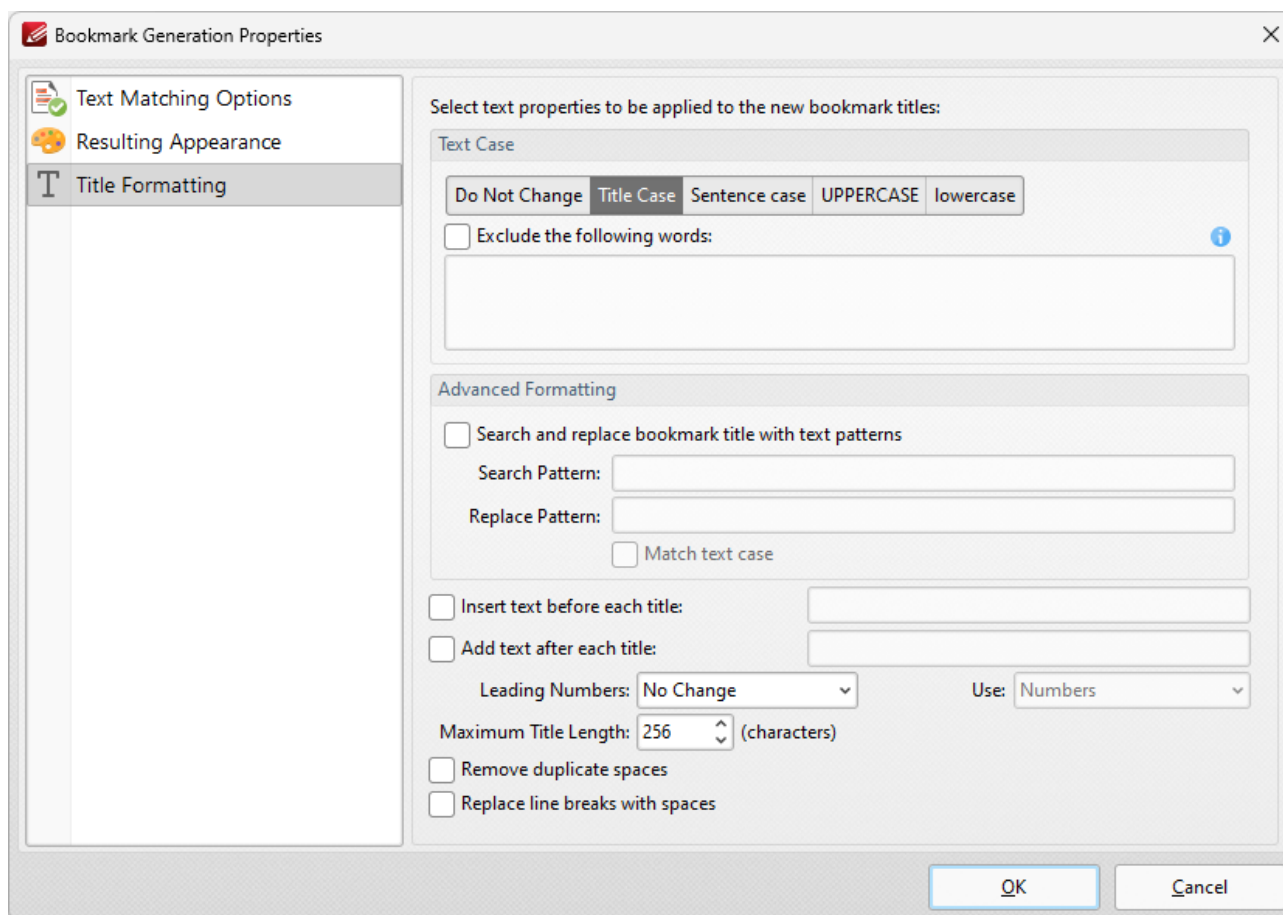 Bookmark Generation Properties
Text Matching Options
Resulting Appearance
Title Formatting
Select text properties to be applied to the new bookmark titles:
Text Case
Do Not Change Title Case Sentence case UPPERCASE lowercase
Exclude the following words:
Advanced Formatting
Search and replace bookmark title with text patterns
Search Pattern:
Replace Pattern:
Match text case
Insert text before each title:
Add text after each title:
Leading Numbers: No Change Use: Numbers
Maximum Title Length: 256 (characters)
Remove duplicate spaces
Replace line breaks with spaces
OK Cancel